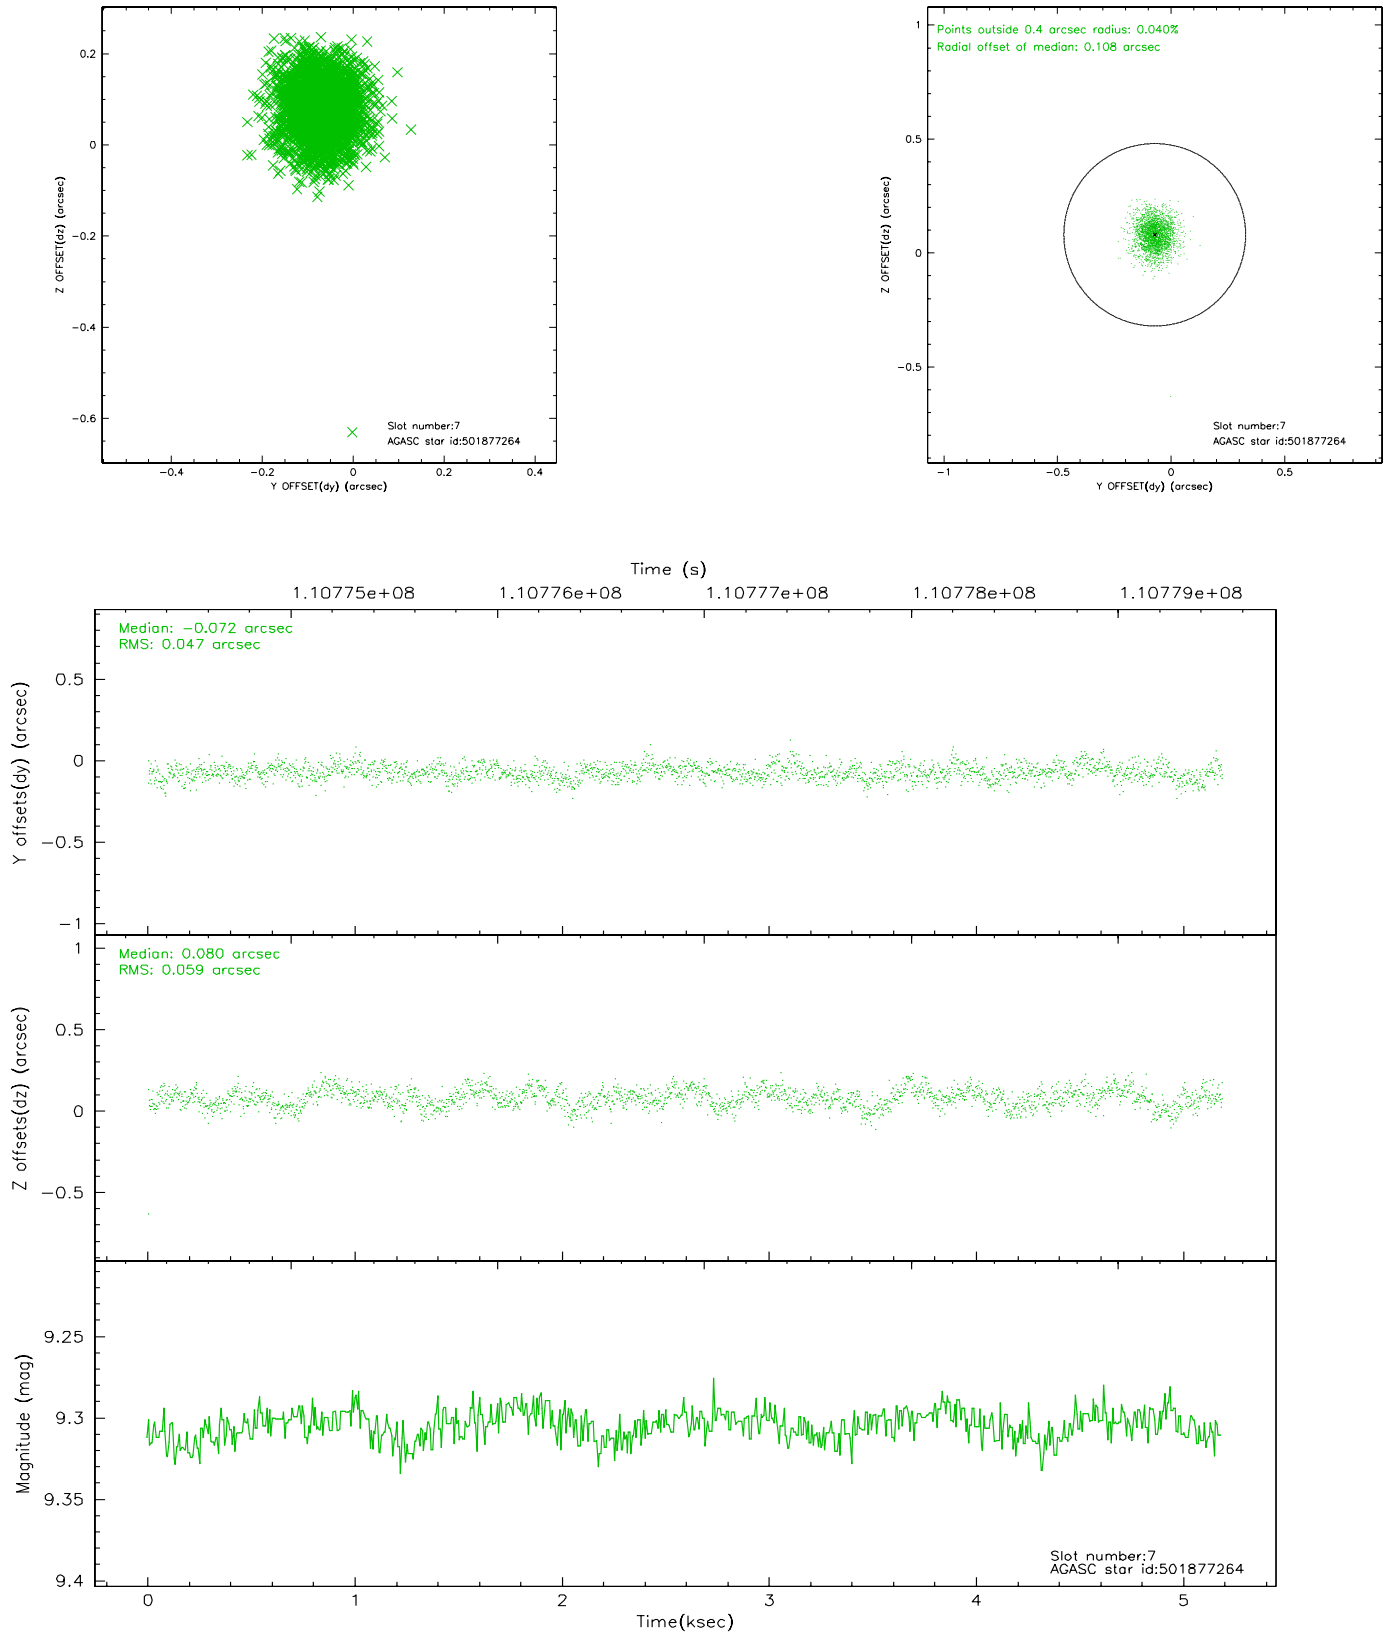 0.2
0
−0.2
−0.4
−0.6
Z OFFSET(dz) (arcsec)
Slot number:7
AGASC star id:501877264
−0.4 −0.2 0 0.2 0.4
Y OFFSET(dy) (arcsec)
Points outside 0.4 arcsec radius: 0.040%
Radial offset of median: 0.108 arcsec
1
0.5
0
−0.5
Z OFFSET(dz) (arcsec)
Slot number:7
AGASC star id:501877264
−1 −0.5 0 0.5
Y OFFSET(dy) (arcsec)
Time (s)
1.10775e+08 1.10776e+08 1.10777e+08 1.10778e+08 1.10779e+08
Median: −0.072 arcsec
RMS: 0.047 arcsec
0.5
0
−0.5
−1
Y offsets(dy) (arcsec)
Median: 0.080 arcsec
RMS: 0.059 arcsec
1
0.5
0
−0.5
Z offsets(dz) (arcsec)
9.25
9.3
9.35
9.4
Magnitude (mag)
Slot number:7
AGASC star id:501877264
0 1 2 3 4 5
Time(ksec)